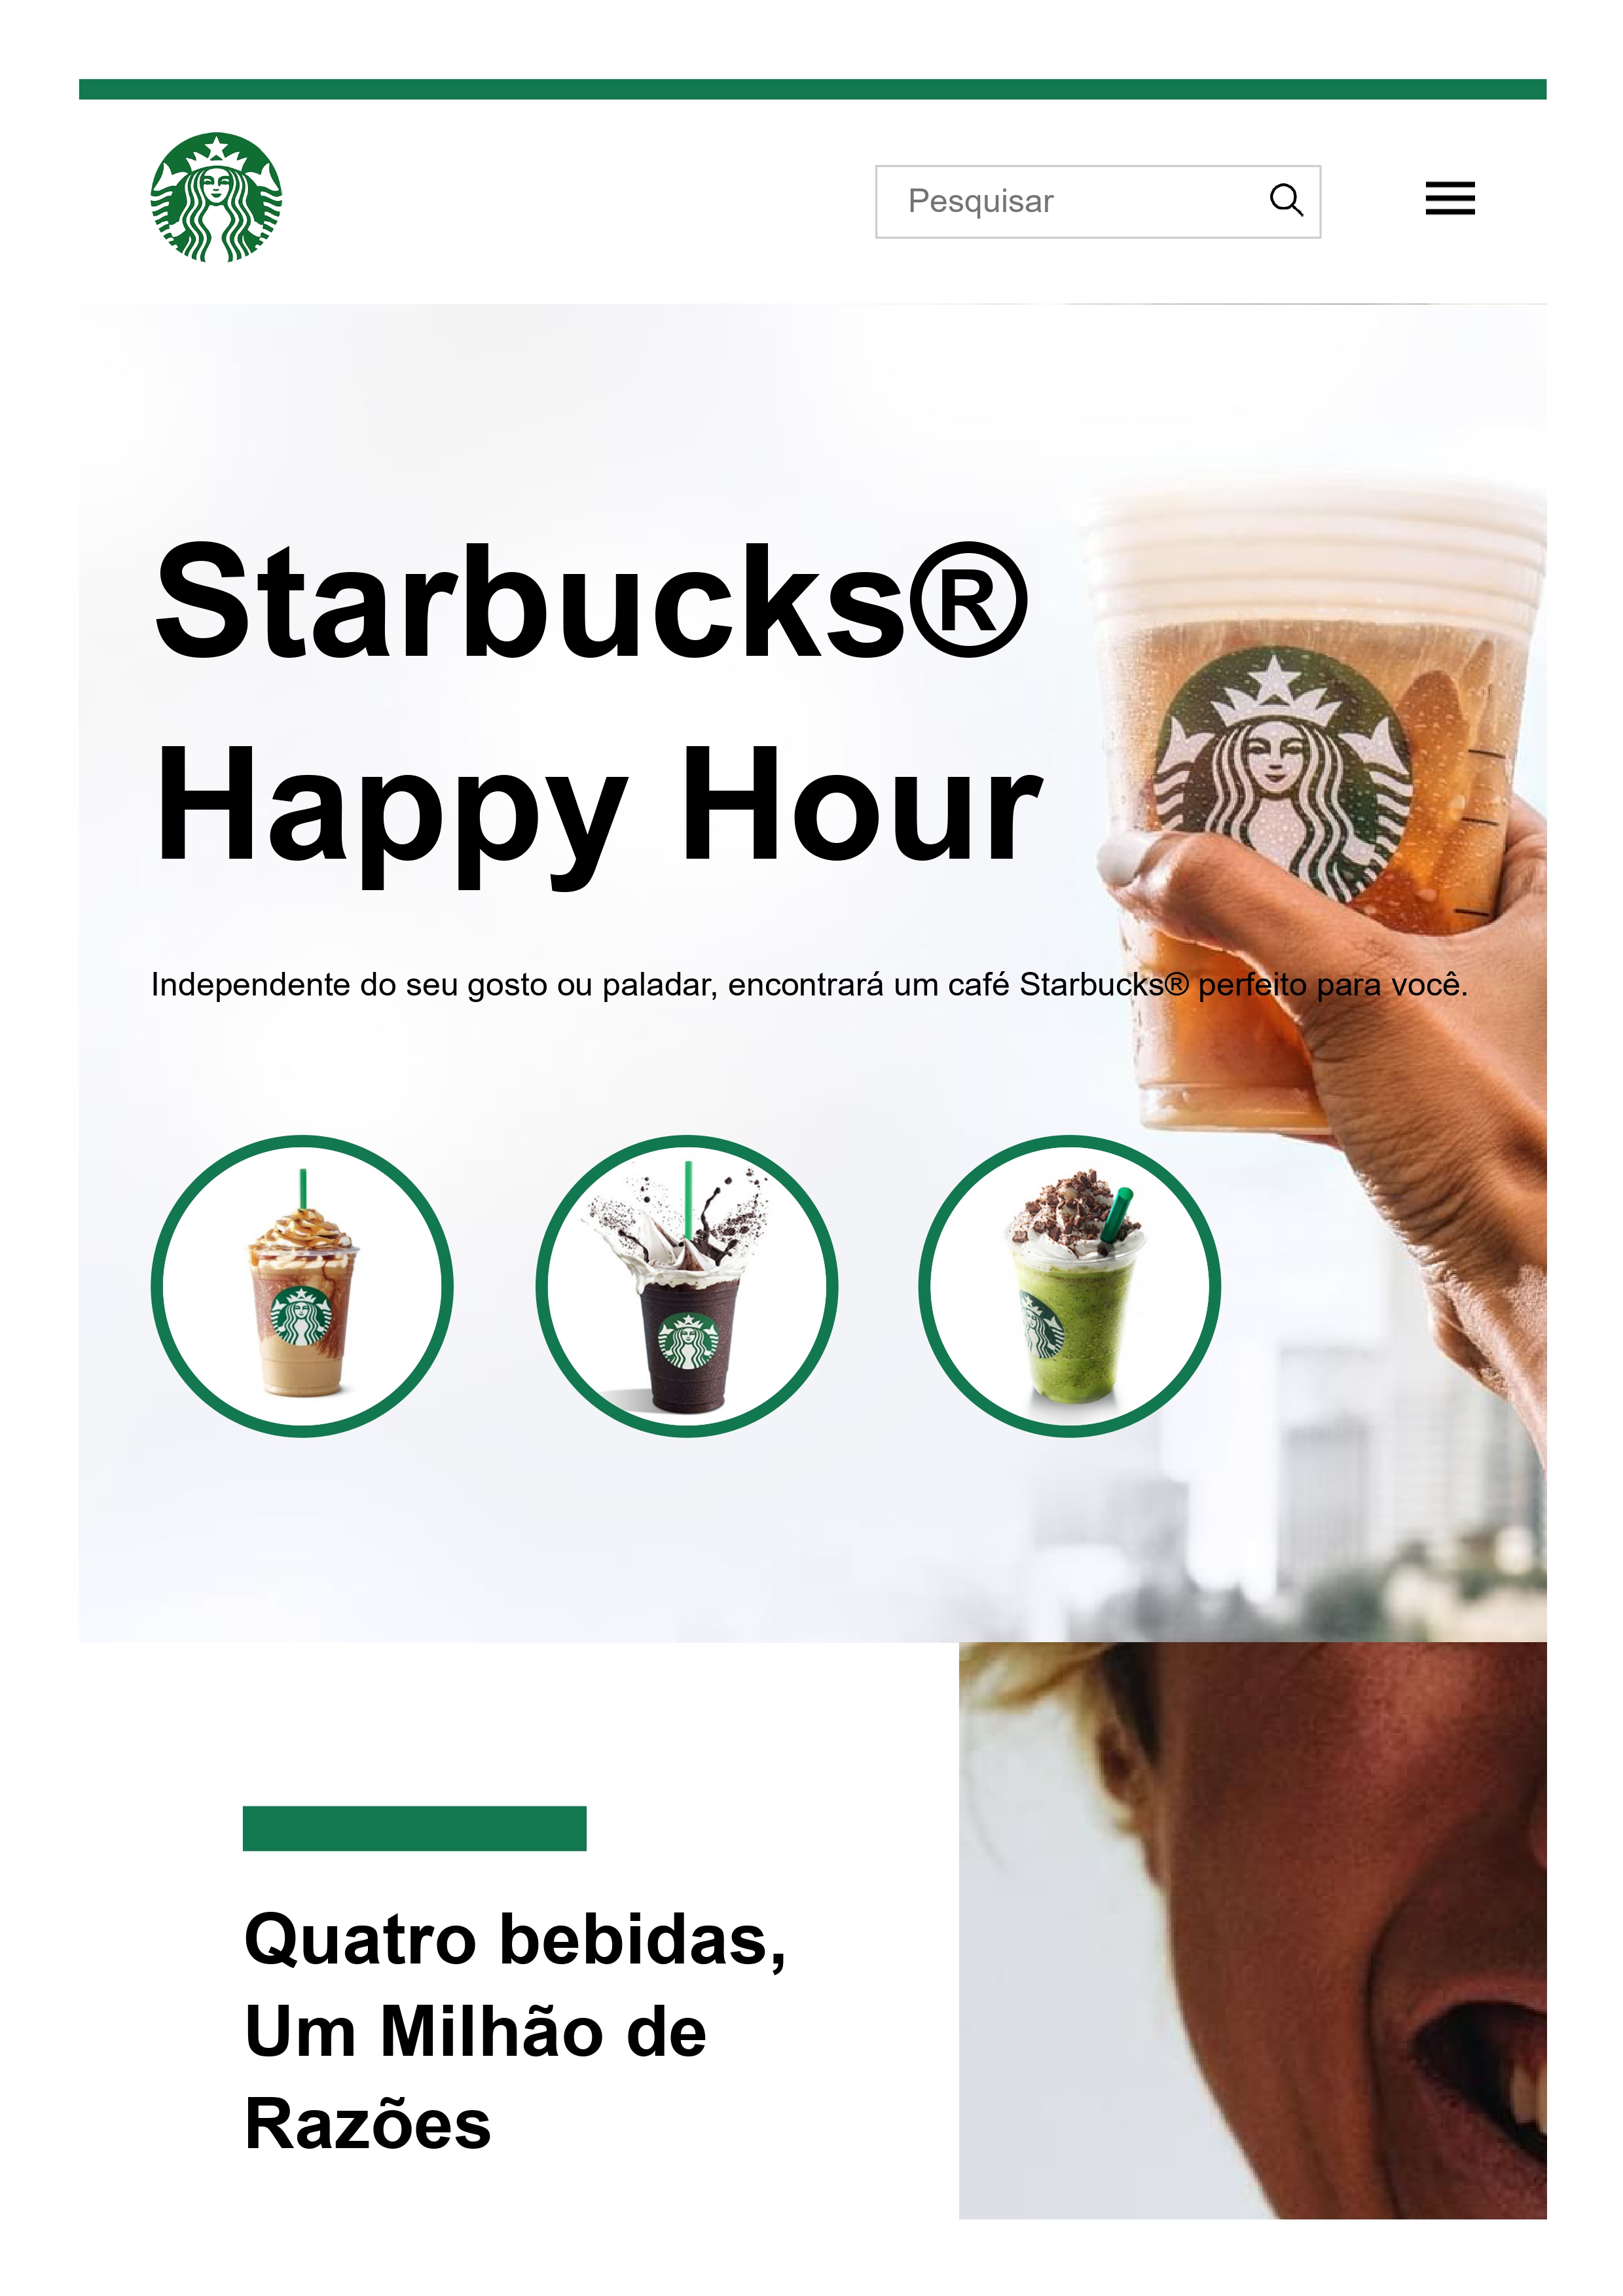 Pesquisar
Starbucks®
Happy Hour
Independente do seu gosto ou paladar, encontrará um café Starbucks® perfeito para você.
Quatro bebidas,
Um Milhão de
Razões